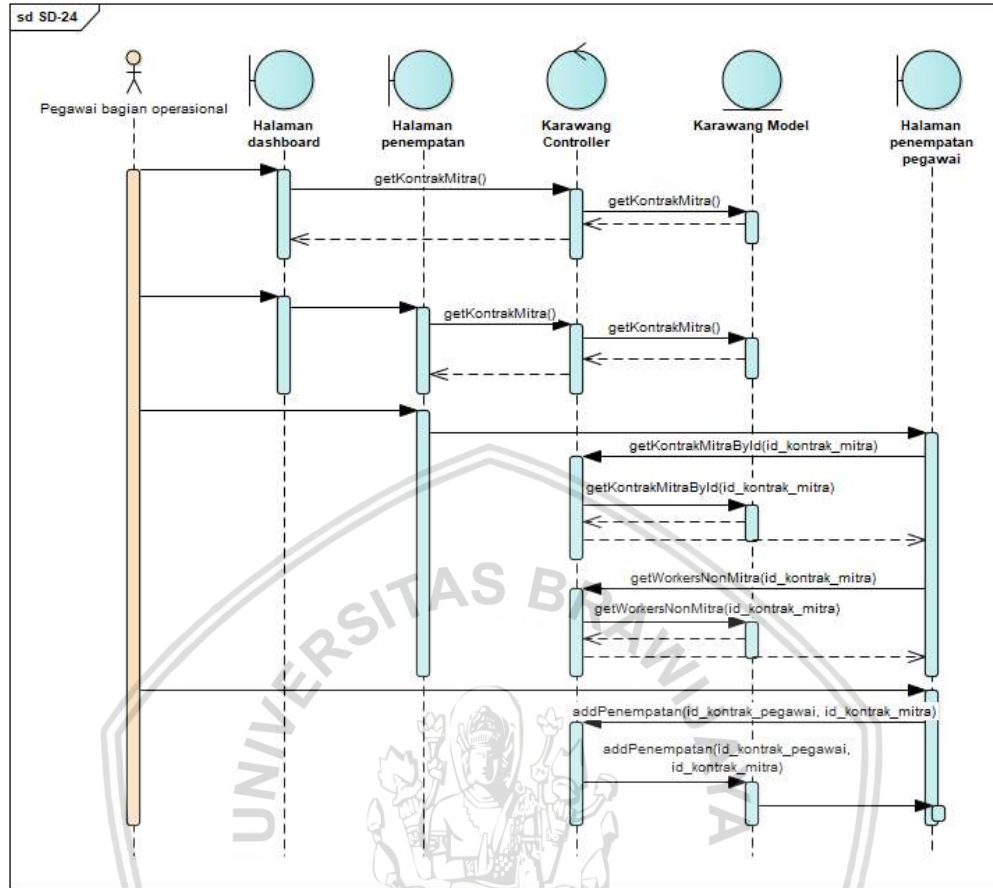 sd SD-24
Pegawai bagian operasional
Halaman
dashboard
Halaman
penempatan
Karawang
Controller
Karawang Model
Halaman
penempatan
pegawai
getKontrakMitra()
getKontrakMitra()
getKontrakMitra()
getKontrakMitra()
getKontrakMitraById(id_kontrak_mitra)
getKontrakMitraById(id_kontrak_mitra)
getWorkersNonMitra(id_kontrak_mitra)
getWorkersNonMitra(id_kontrak_mitra)
addPenempatan(id_kontrak_pegawai, id_kontrak_mitra)
addPenempatan(id_kontrak_pegawai,
id_kontrak_mitra)
UNIVERSITAS BRAWIJAYA